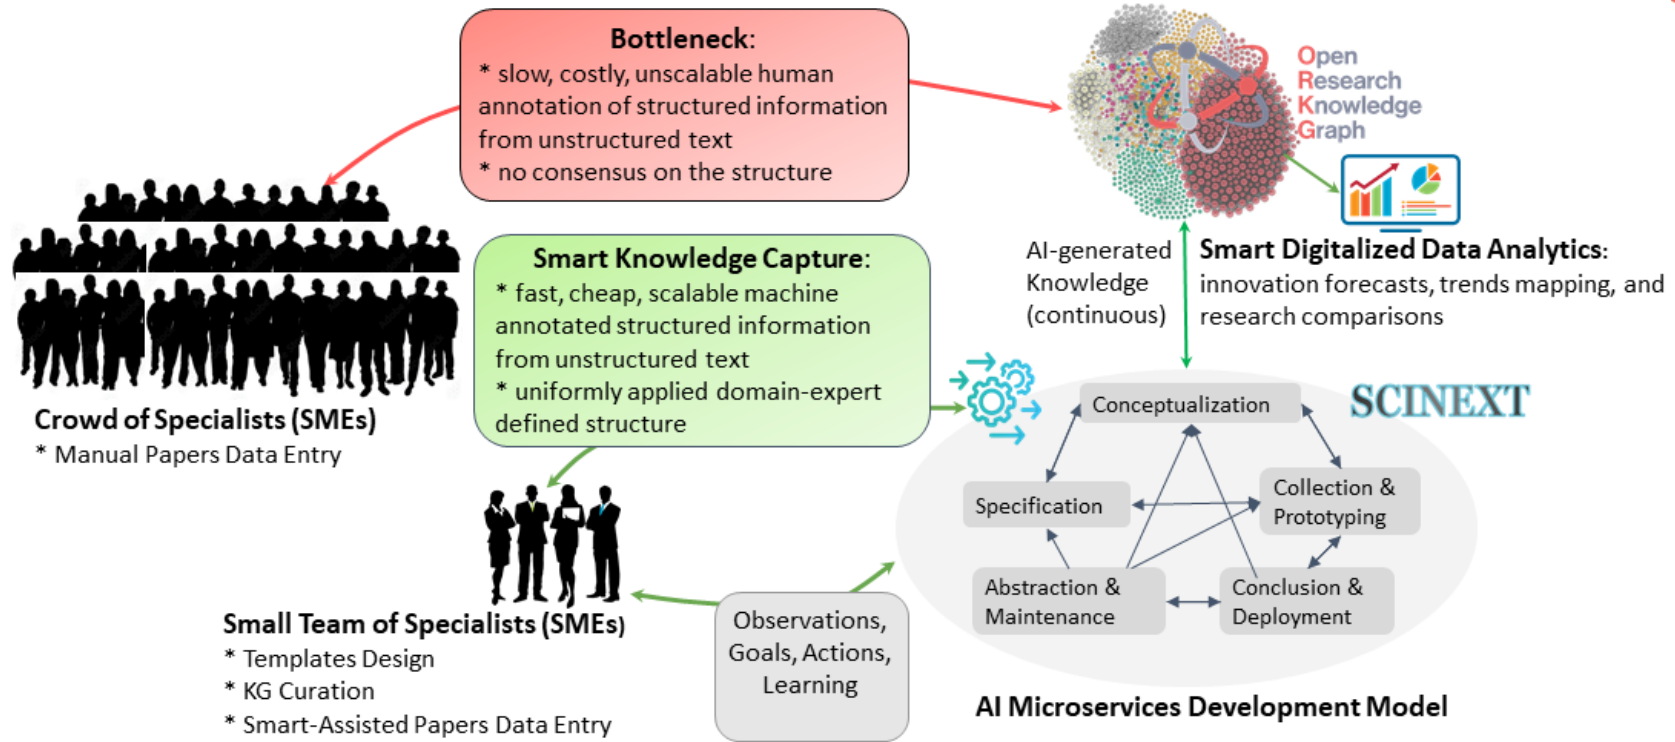 Bottleneck:
* slow, costly, unscalable human
annotation of structured information
from unstructured text
* no consensus on the structure
Open
Research
Knowledge
Graph
Smart Knowledge Capture:
* fast, cheap, scalable machine
annotated structured information
from unstructured text
* uniformly applied domain-expert
defined structure
AI-generated
Knowledge
(continuous)
Smart Digitalized Data Analytics:
innovation forecasts, trends mapping, and
research comparisons
Crowd of Specialists (SMEs)
* Manual Papers Data Entry
SCINEXT
Conceptualization
Specification
Collection &
Prototyping
Abstraction &
Maintenance
Conclusion &
Deployment
AI Microservices Development Model
Small Team of Specialists (SMEs)
* Templates Design
* KG Curation
* Smart-Assisted Papers Data Entry
Observations,
Goals, Actions,
Learning